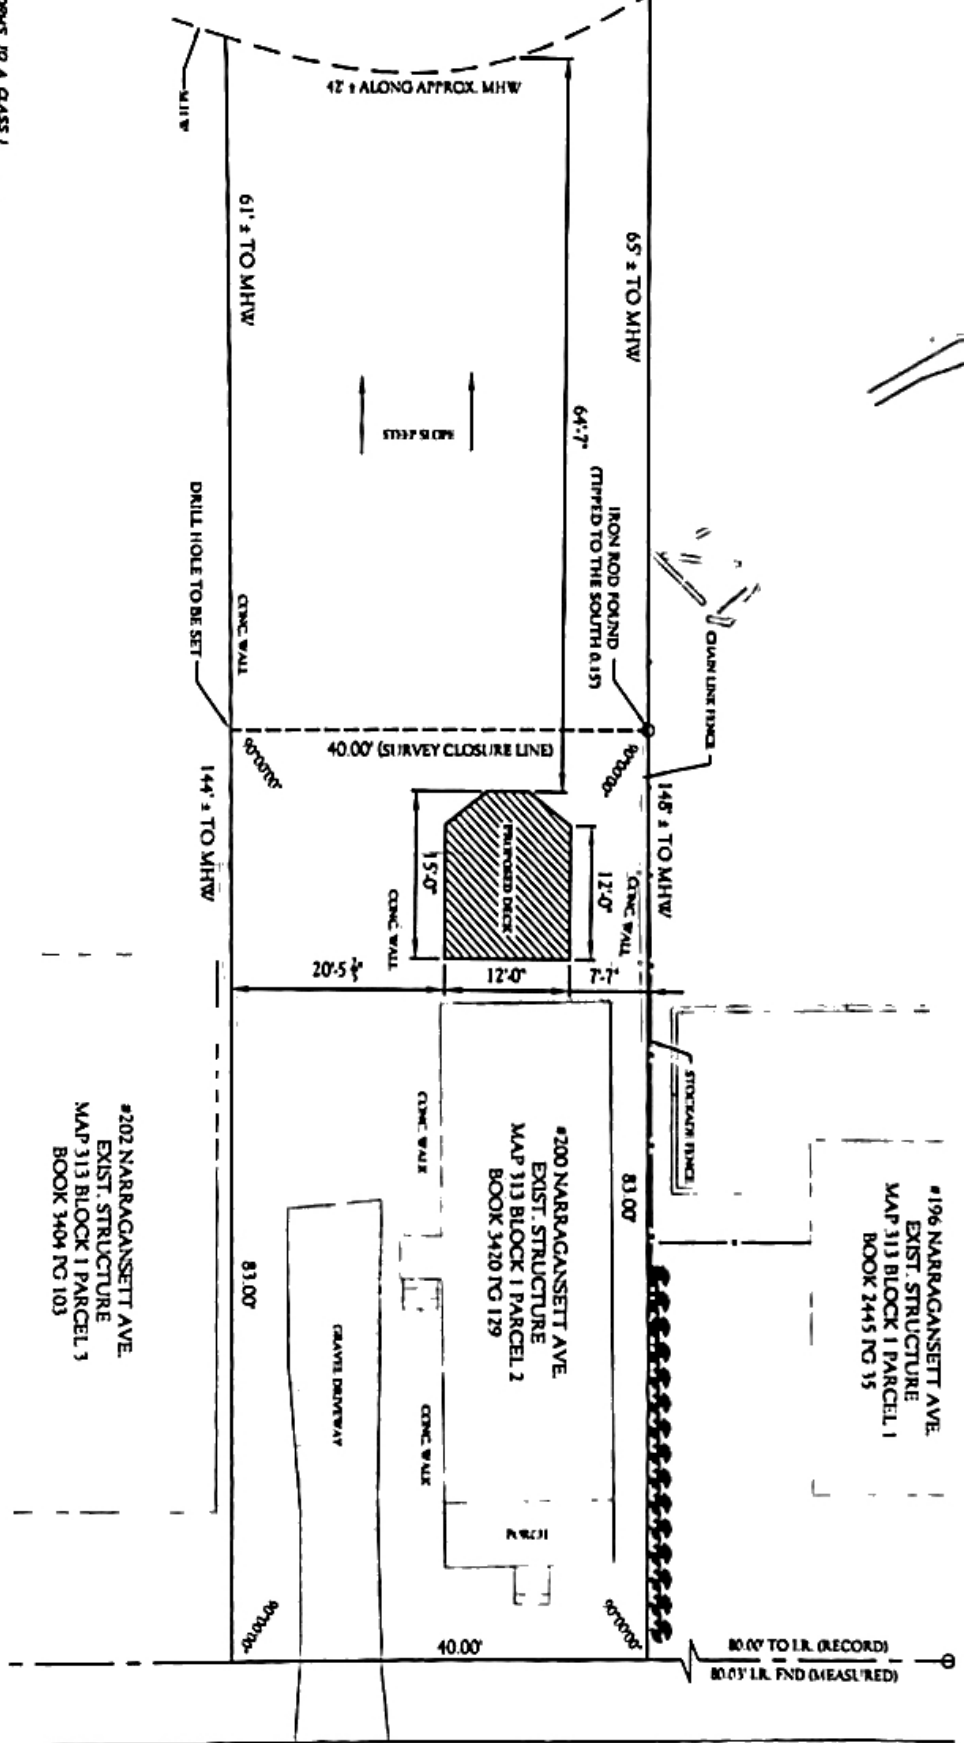 42' ± ALONG APPROX. MHW
MHW
61' ± TO MHW
65' ± TO MHW
64'-7"
STEEP SLOPE
IRON ROD FOUND
(TIPPED TO THE SOUTH 0.15')
DRILL HOLE TO BE SET
CONC. WALL
CHAIN LINK FENCE
40.00' (SURVEY CLOSURE LINE)
90°00'00"
90°00'00"
144' ± TO MHW
148' ± TO MHW
PROPOSED DECK
15'-0"
12'-0"
CONC. WALL
CONC. WALL
20'-5
12'-0"
7'-7"
STOCKADE FENCE
CONC. WALK
83.00'
#200 NARRAGANSETT AVE.
EXIST. STRUCTURE
MAP 313 BLOCK 1 PARCEL 2
BOOK 3420 PG 129
#202 NARRAGANSETT AVE.
EXIST. STRUCTURE
MAP 313 BLOCK 1 PARCEL 3
BOOK 3404 PG 103
#196 NARRAGANSETT AVE.
EXIST. STRUCTURE
MAP 313 BLOCK 1 PARCEL 1
BOOK 2445 PG 35
83.00'
GRAVEL DRIVEWAY
CONC. WALK
PORCH
90°00'00"
90°00'00"
40.00'
80.00' TO I.R. (RECORD)
80.03' I.R. FND (MEASURED)